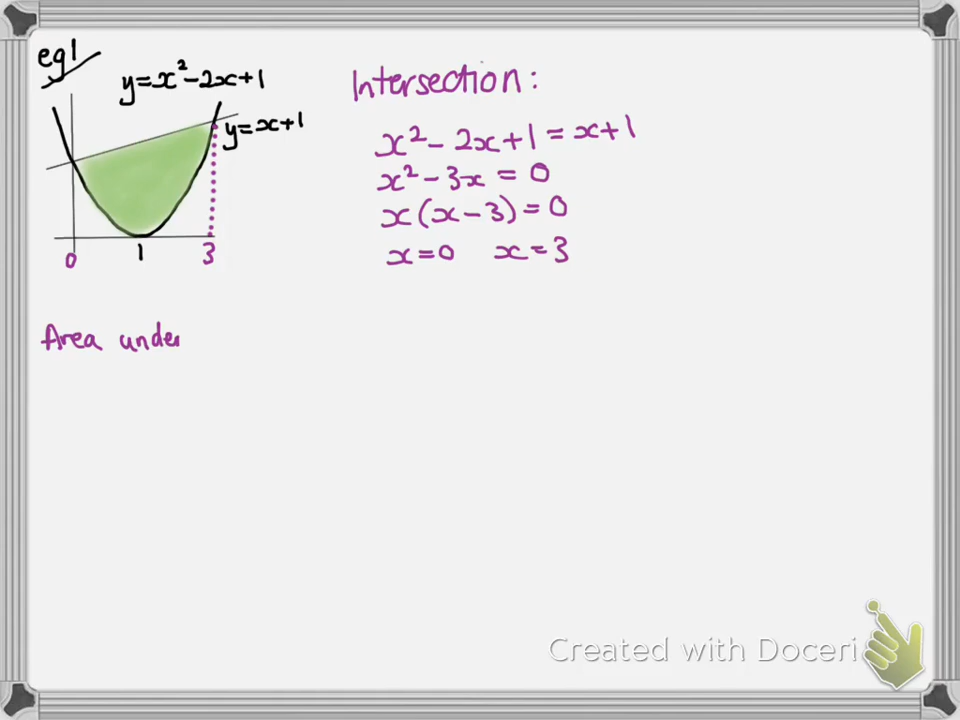 eg1
y=x²-2x+1
y=x+1
0 1 3
Intersection:
x² - 2x + 1 = x+1
x² - 3x = 0
x(x-3) = 0
x=0 x=3
Area under
Created with Doceri